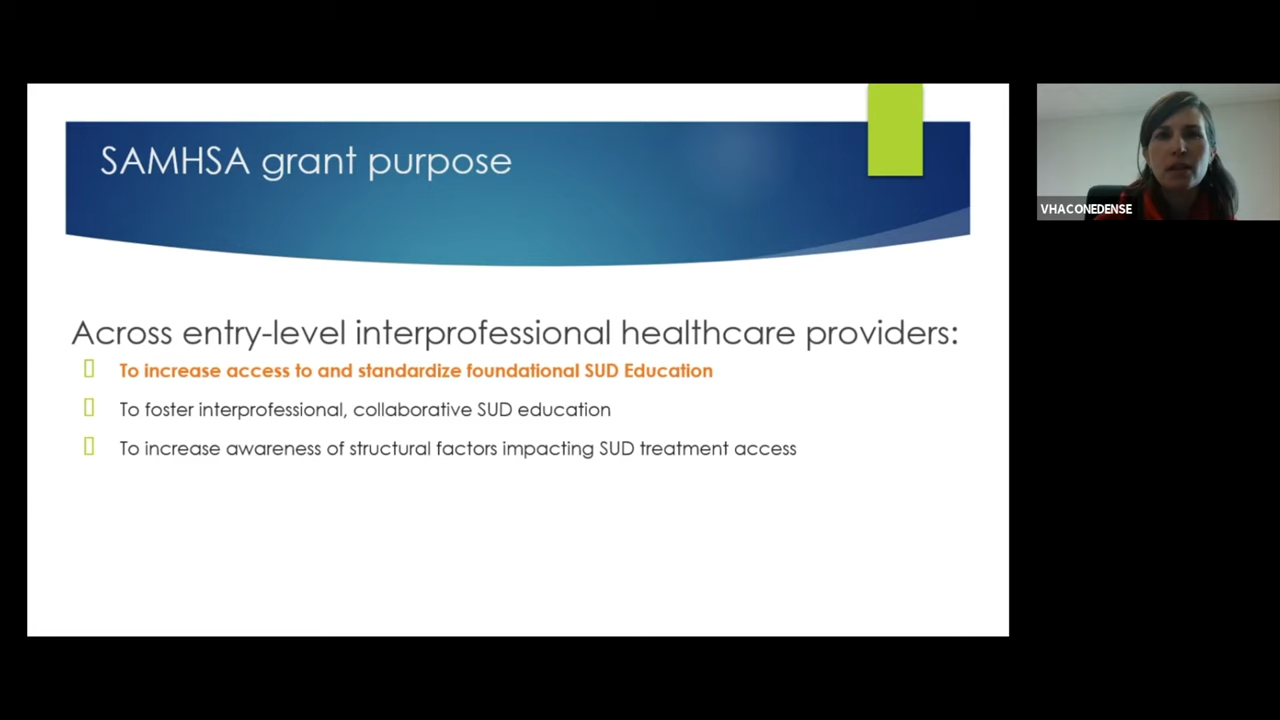 SAMHSA grant purpose
VHACONEDENSE
Across entry-level interprofessional healthcare providers:
To increase access to and standardize foundational SUD Education
To foster interprofessional, collaborative SUD education
To increase awareness of structural factors impacting SUD treatment access